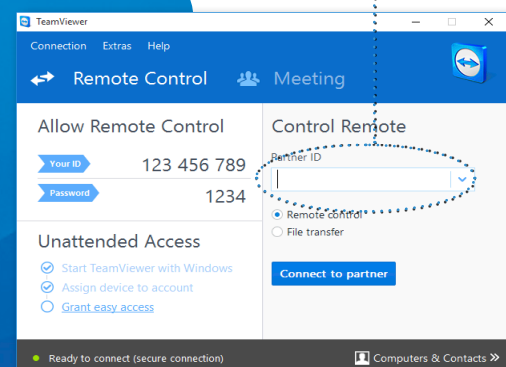 TeamViewer
Connection Extras Help
Remote Control Meeting
Allow Remote Control
Your ID 123 456 789
Password 1234
Unattended Access
Start TeamViewer with Windows
Assign device to account
Grant easy access
Control Remote
Partner ID
Remote control
File transfer
Connect to partner
Ready to connect (secure connection) Computers & Contacts